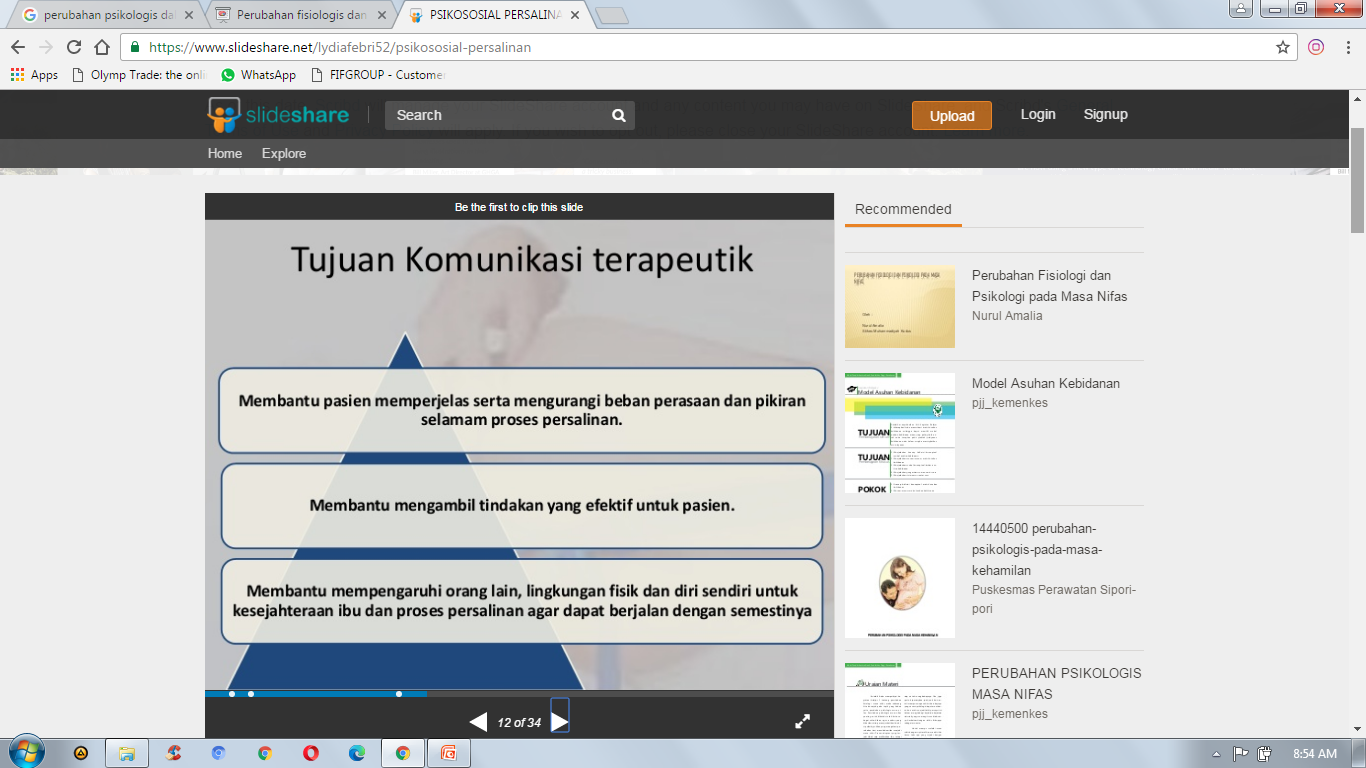 perubahan psikologis da
Perubahan fisiologis dan
PSIKOSOSIAL PERSALINA
https://www.slideshare.net/lydiafebri52/psikososial-persalinan
Apps
Olymp Trade: the onli
WhatsApp
FIFGROUP - Custome
slideshare
Search
Upload
Login
Signup
Home
Explore
Be the first to clip this slide
Tujuan Komunikasi terapeutik
Membantu pasien memperjelas serta mengurangi beban perasaan dan pikiran
selamam proses persalinan.
Membantu mengambil tindakan yang efektif untuk pasien.
Membantu mempengaruhi orang lain, lingkungan fisik dan diri sendiri untuk
kesejahteraan ibu dan proses persalinan agar dapat berjalan dengan semestinya
12 of 34
Recommended
Perubahan Fisiologi dan
Psikologi pada Masa Nifas
Nurul Amalia
Model Asuhan Kebidanan
TUJUAN
TUJUAN
POKOK
Model Asuhan Kebidanan
pjj_kemenkes
14440500 perubahan-
psikologis-pada-masa-
kehamilan
Puskesmas Perawatan Sipori-
pori
Uraian Materi
PERUBAHAN PSIKOLOGIS
MASA NIFAS
pjj_kemenkes
8:54 AM